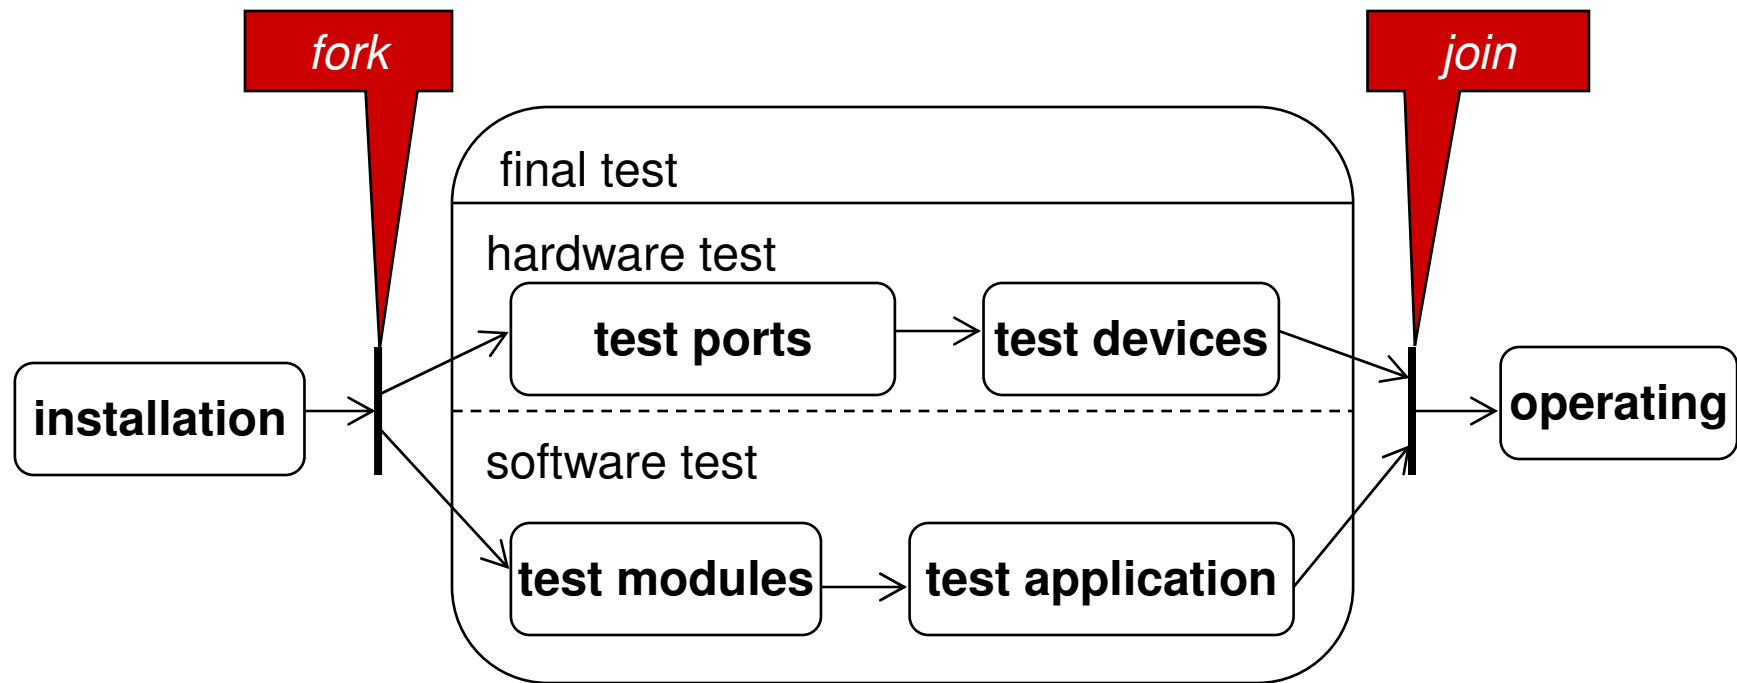 fork
join
final test
hardware test
test ports
test devices
installation
operating
software test
test modules
test application